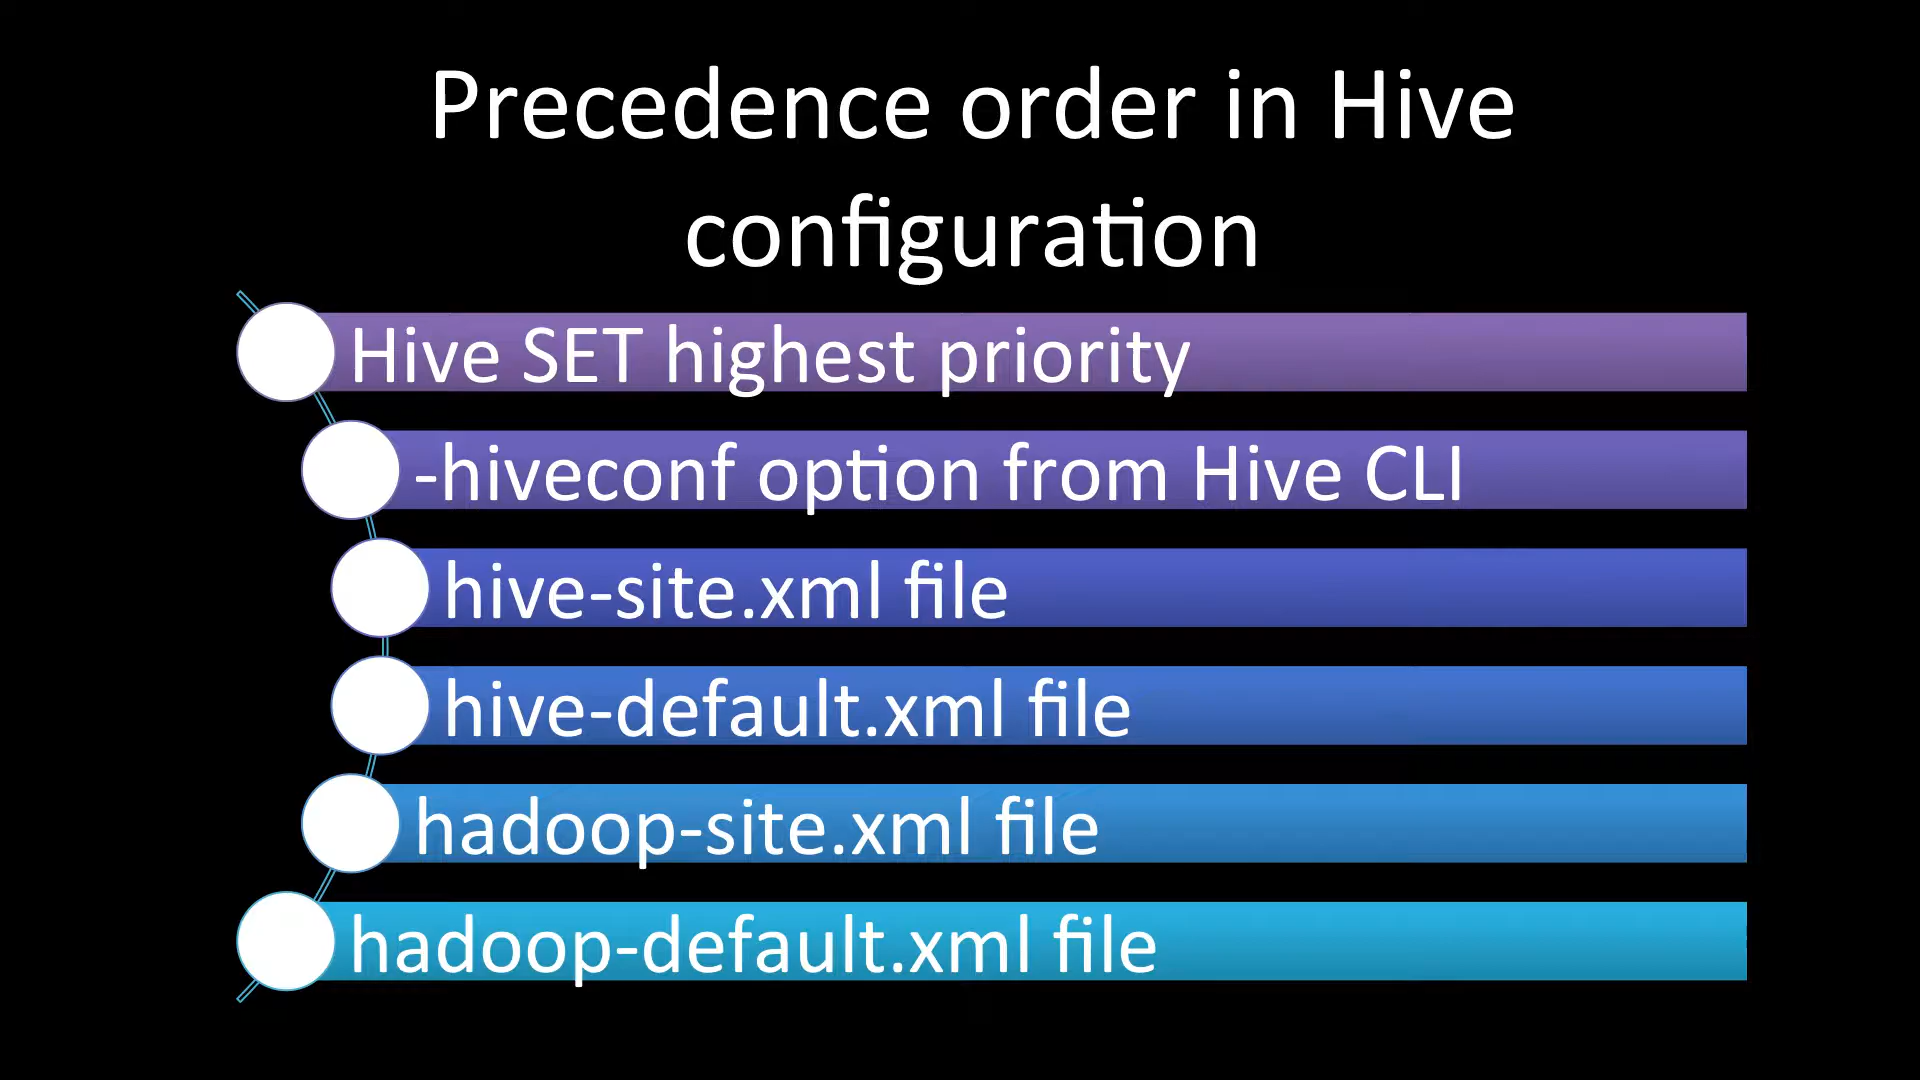 Precedence order in Hive
configuration
Hive SET highest priority
-hiveconf option from Hive CLI
hive-site.xml file
hive-default.xml file
hadoop-site.xml file
hadoop-default.xml file